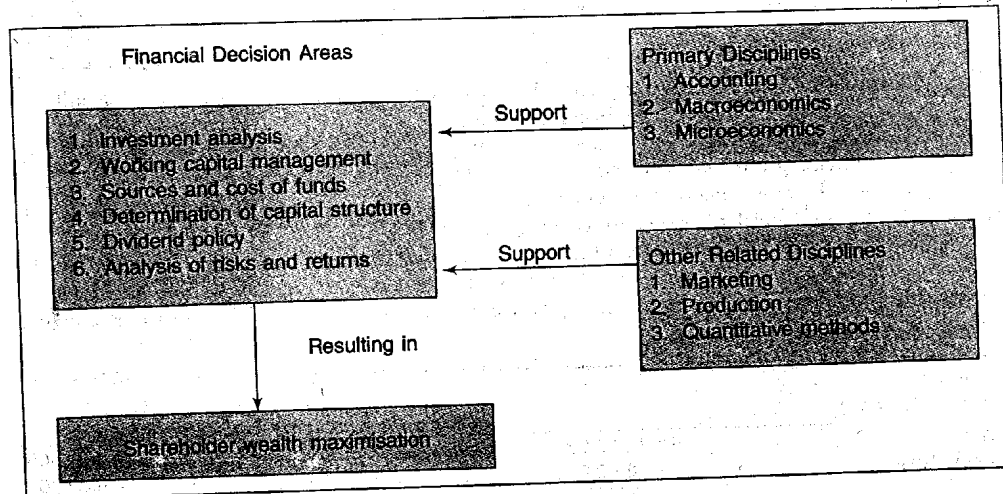 Financial Decision Areas
1. Investment analysis
2. Working capital management
3. Sources and cost of funds
4. Determination of capital structure
5. Dividend policy
6. Analysis of risks and returns
Support
Primary Disciplines
1. Accounting
2. Macroeconomics
3. Microeconomics
Support
Other Related Disciplines
1. Marketing
2. Production
3. Quantitative methods
Resulting in
Shareholder wealth maximisation